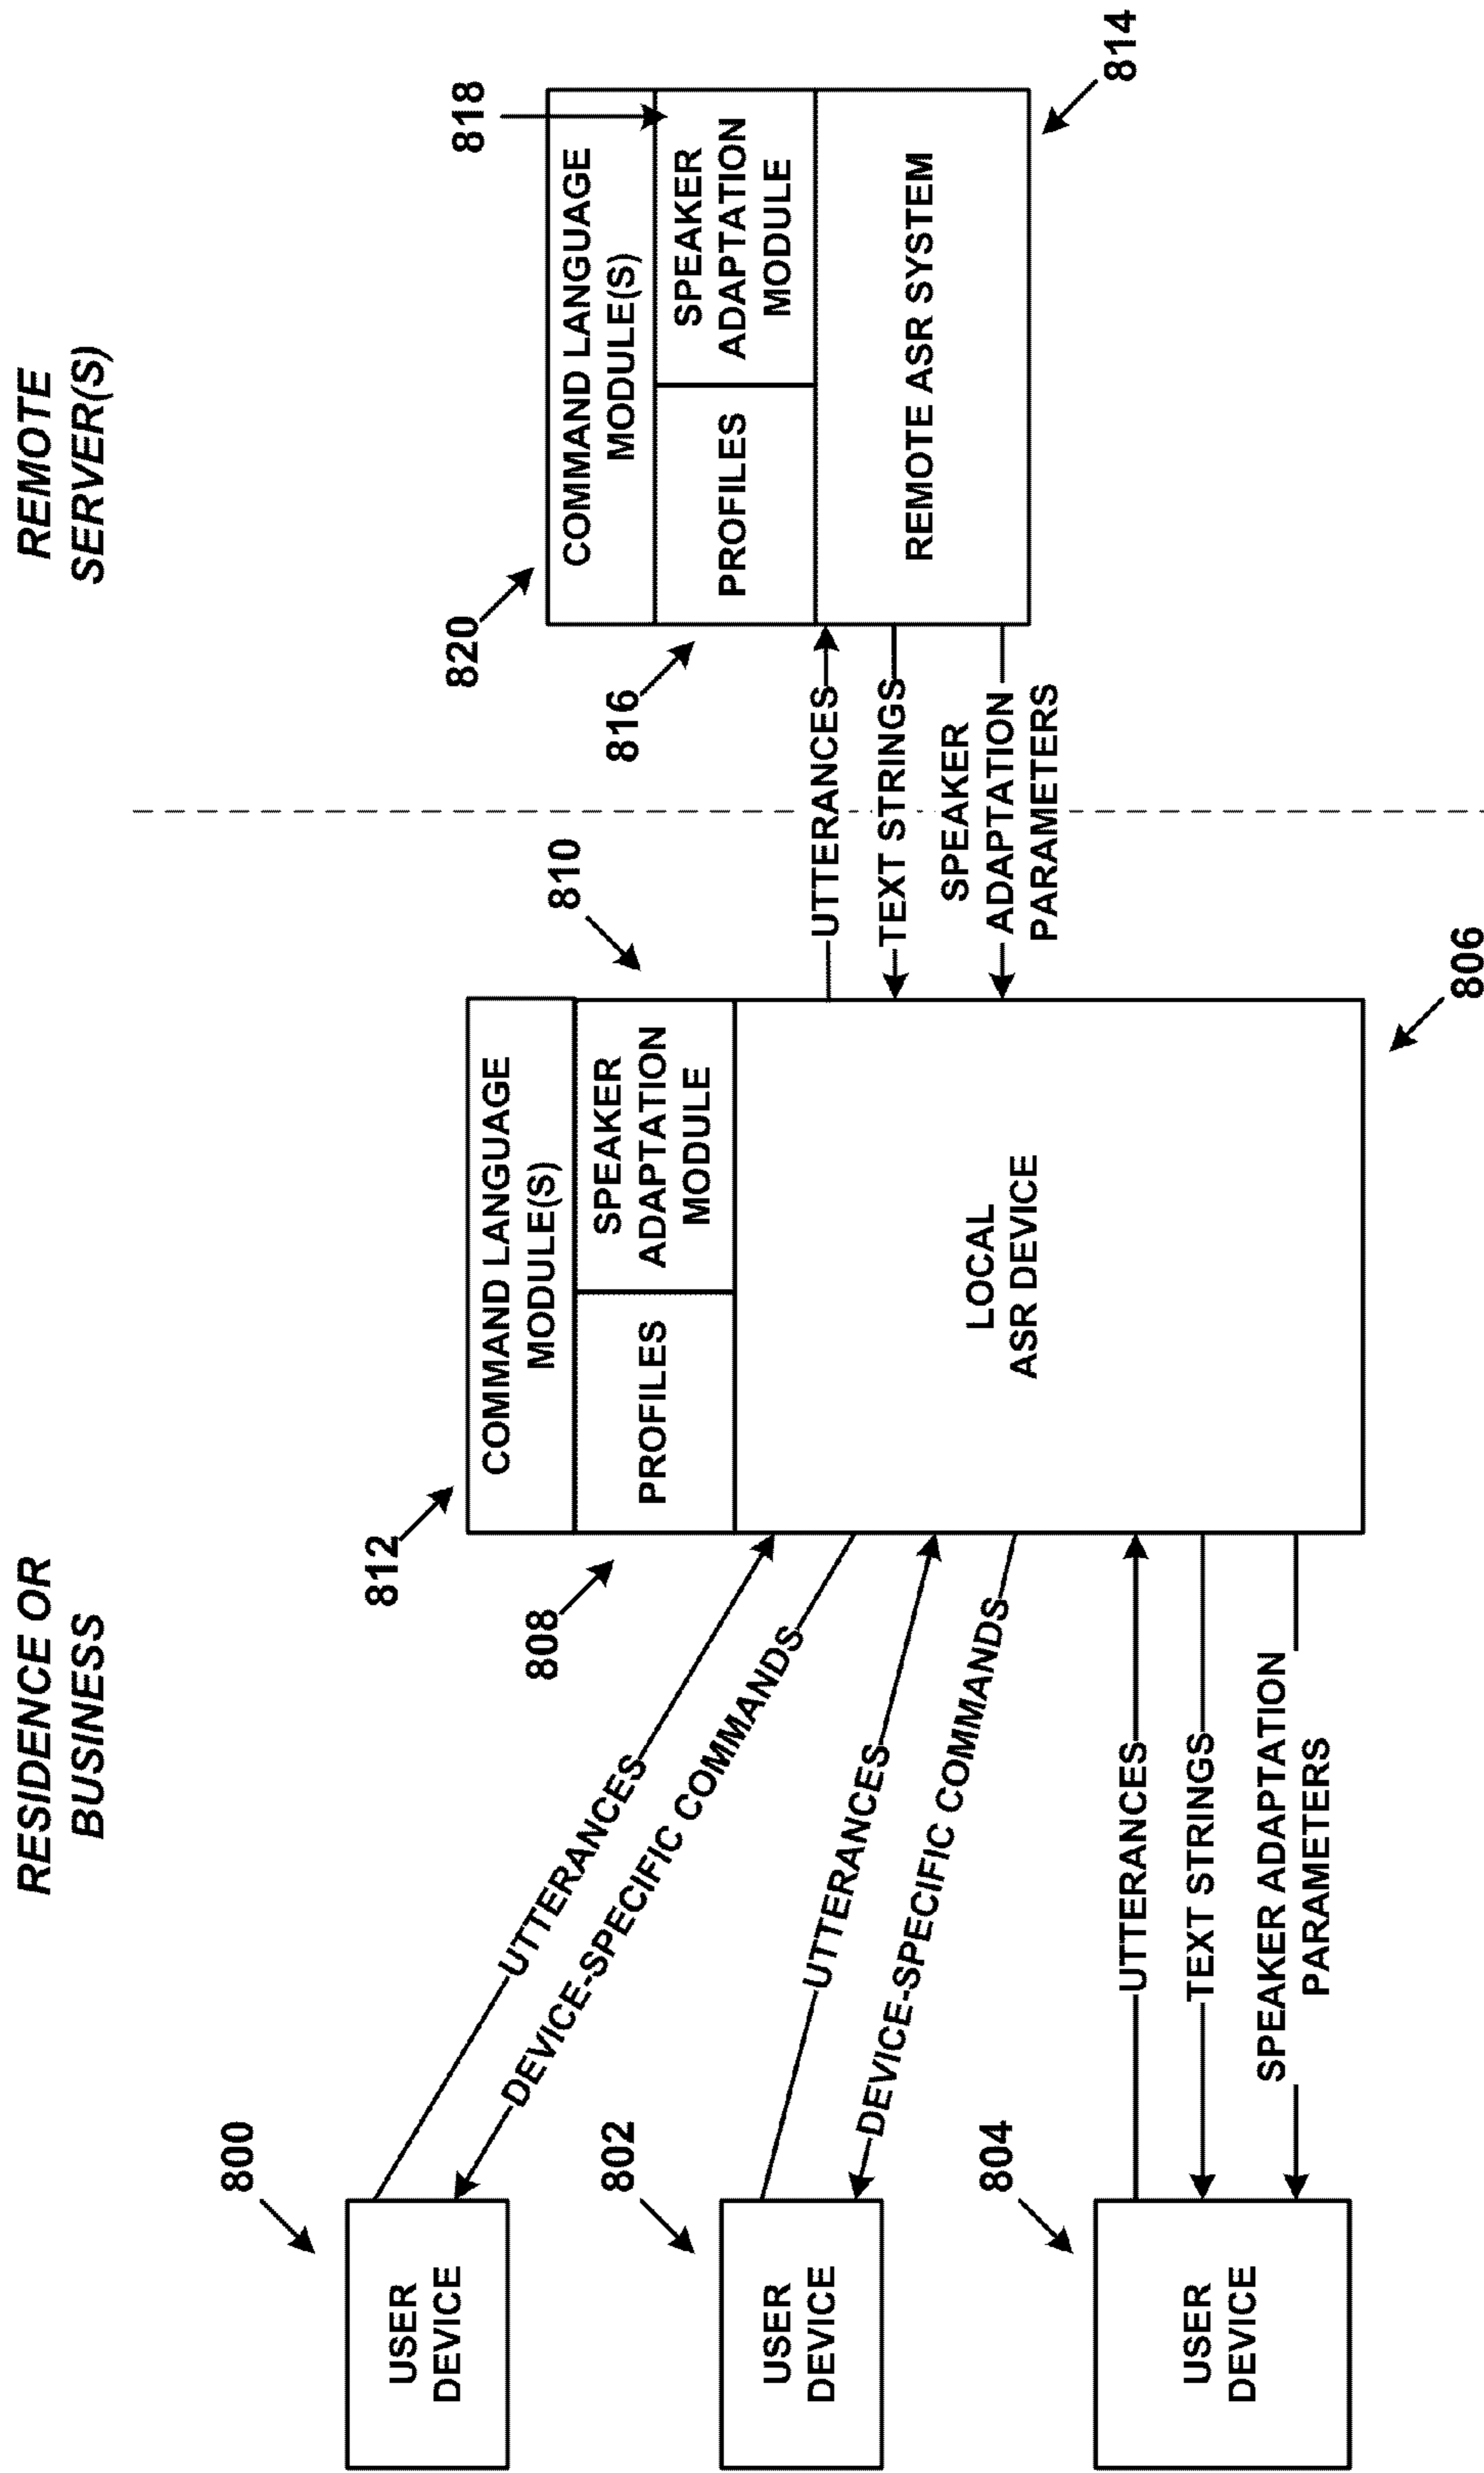 RESIDENCE OR
BUSINESS
REMOTE
SERVER(S)
800
USER
DEVICE
UTTERANCES
DEVICE-SPECIFIC COMMANDS
802
USER
DEVICE
UTTERANCES
DEVICE-SPECIFIC COMMANDS
804
USER
DEVICE
UTTERANCES
TEXT STRINGS
SPEAKER ADAPTATION
PARAMETERS
812
COMMAND LANGUAGE
MODULE(S)
808
PROFILES
SPEAKER
ADAPTATION
MODULE
810
LOCAL
ASR DEVICE
806
UTTERANCES
TEXT STRINGS
SPEAKER
ADAPTATION
PARAMETERS
820
COMMAND LANGUAGE
MODULE(S)
818
816
PROFILES
SPEAKER
ADAPTATION
MODULE
REMOTE ASR SYSTEM
814